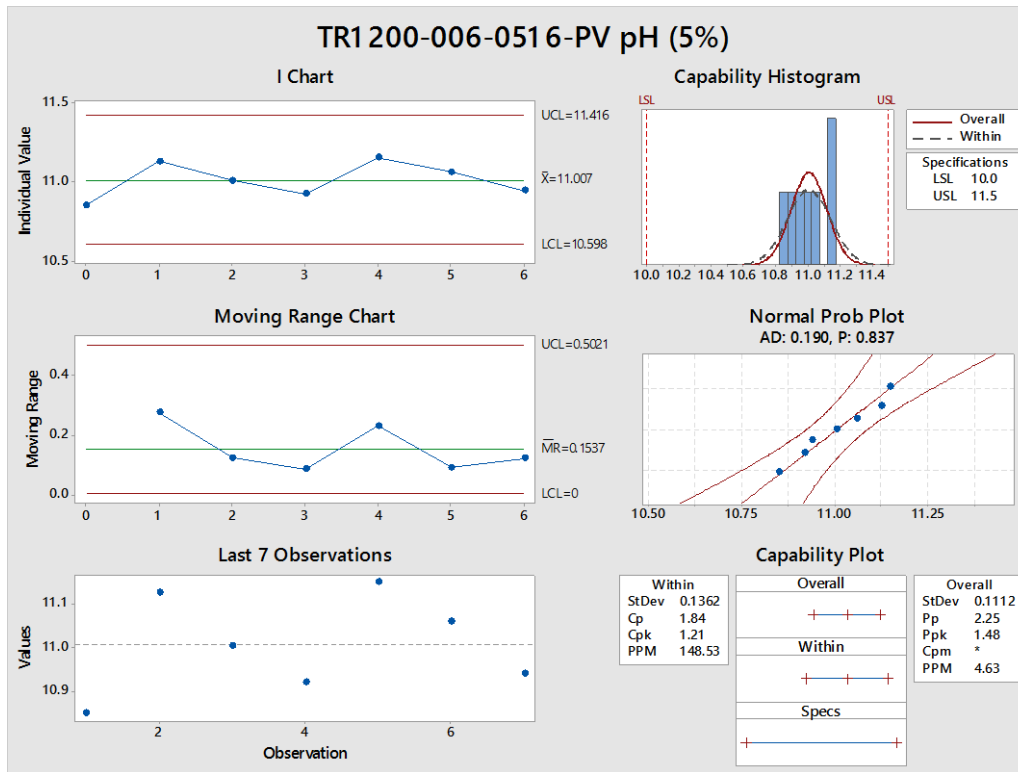 TR1200-006-0516-PV pH (5%)
I Chart
Individual Value
11.5
11.0
10.5
0 1 2 3 4 5 6
UCL=11.416
X̄=11.007
LCL=10.598
Capability Histogram
LSL USL
10.0 10.2 10.4 10.6 10.8 11.0 11.2 11.4
Overall
Within
Specifications
LSL 10.0
USL 11.5
Moving Range Chart
Moving Range
0.4
0.2
0.0
0 1 2 3 4 5 6
UCL=0.5021
M̅R̅=0.1537
LCL=0
Normal Prob Plot
AD: 0.190, P: 0.837
10.50 10.75 11.00 11.25
Last 7 Observations
Values
11.1
11.0
10.9
2 4 6
Observation
Capability Plot
Within
StDev 0.1362
Cp 1.84
Cpk 1.21
PPM 148.53
Overall
Within
Specs
Overall
StDev 0.1112
Pp 2.25
Ppk 1.48
Cpm *
PPM 4.63